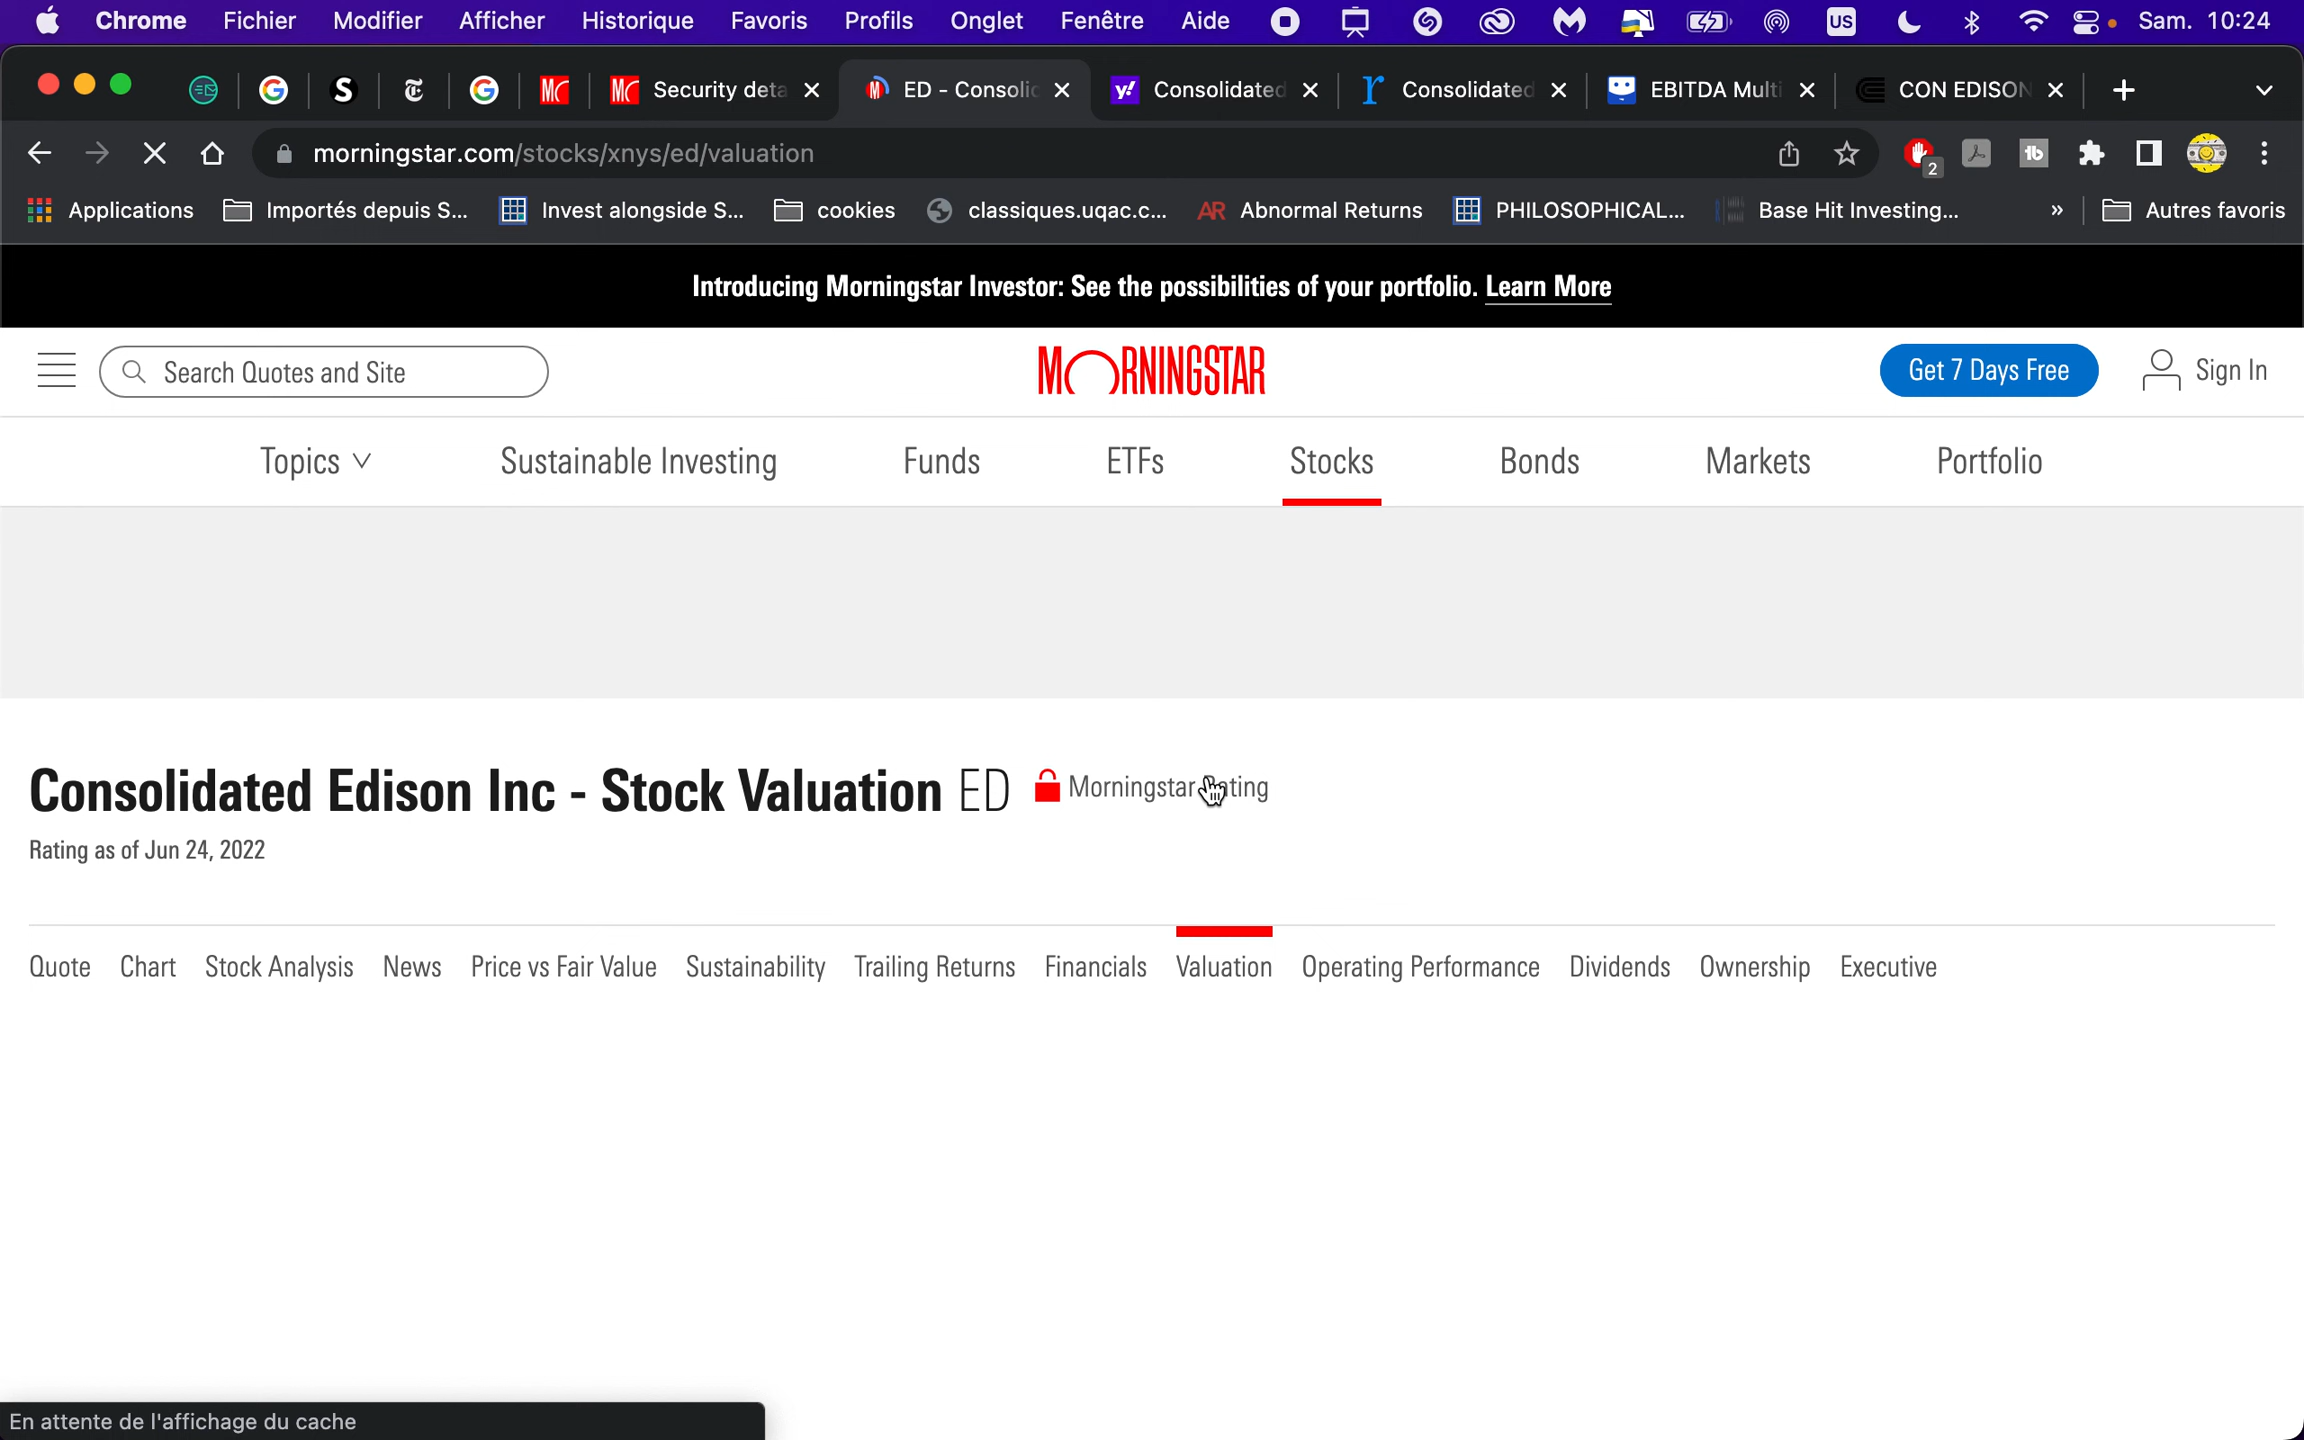 Chrome Fichier Modifier Afficher Historique Favoris Profils Onglet Fenêtre Aide US Sam. 10:24
Security deta ED - Consolic Consolidated Consolidated EBITDA Multi CON EDISON
morningstar.com/stocks/xnys/ed/valuation 2
Applications Importés depuis S... Invest alongside S... cookies classiques.uqac.c... AR Abnormal Returns PHILOSOPHICAL... Base Hit Investing... » Autres favoris
Introducing Morningstar Investor: See the possibilities of your portfolio. Learn More
Search Quotes and Site MORNINGSTAR Get 7 Days Free Sign In
Topics Sustainable Investing Funds ETFs Stocks Bonds Markets Portfolio
Consolidated Edison Inc - Stock Valuation ED Morningstar Rating
Rating as of Jun 24, 2022
Quote Chart Stock Analysis News Price vs Fair Value Sustainability Trailing Returns Financials Valuation Operating Performance Dividends Ownership Executive
En attente de l'affichage du cache